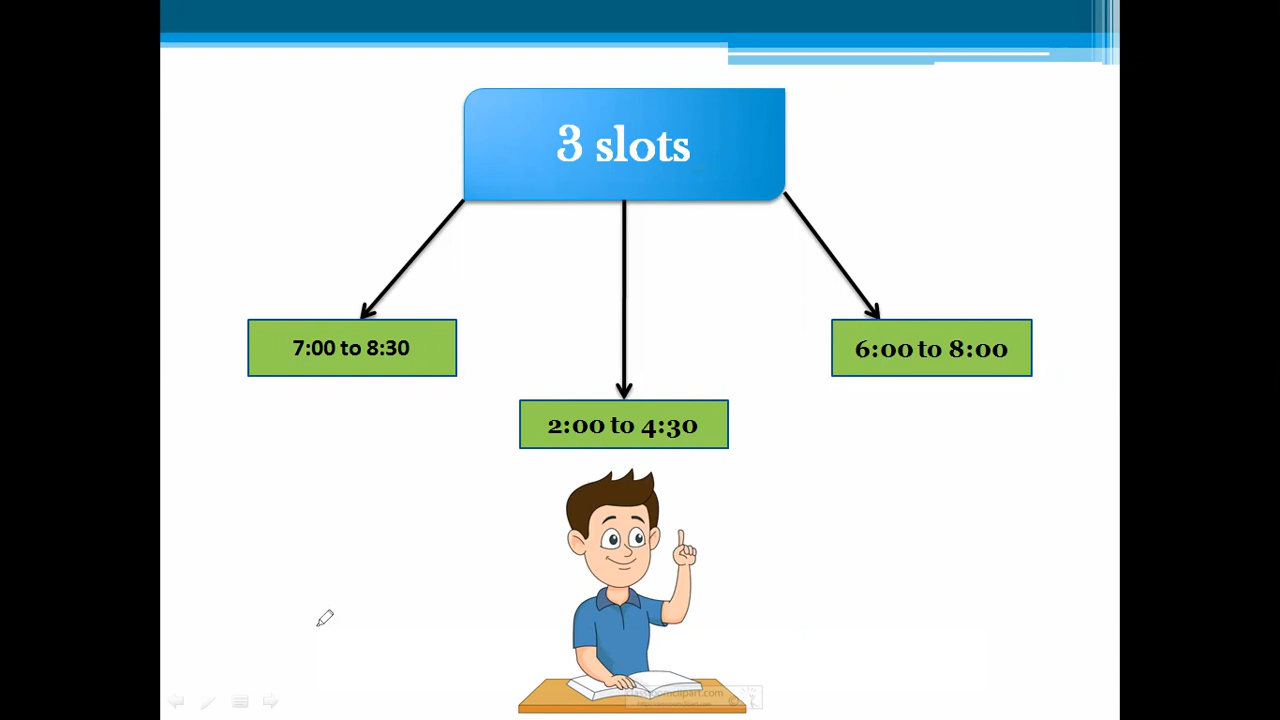 3 slots
7:00 to 8:30
6:00 to 8:00
2:00 to 4:30